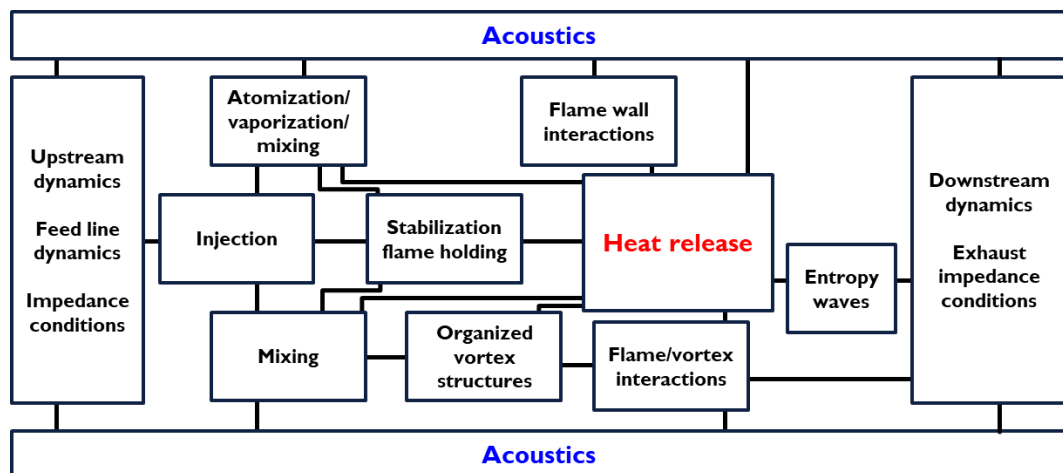 Acoustics
Upstream
dynamics
Feed line
dynamics
Impedance
conditions
Atomization/
vaporization/
mixing
Flame wall
interactions
Injection
Stabilization
flame holding
Heat release
Entropy
waves
Downstream
dynamics
Exhaust
impedance
conditions
Mixing
Organized
vortex
structures
Flame/vortex
interactions
Acoustics